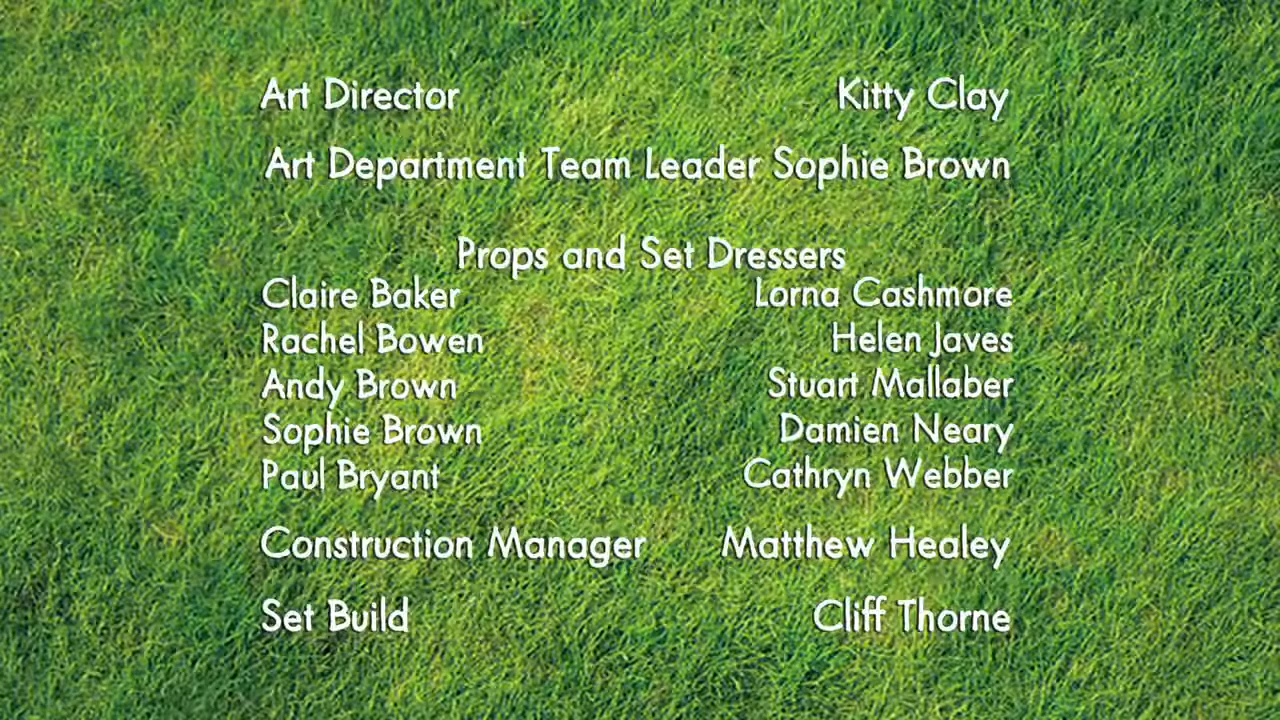 Art Director Kitty Clay
Art Department Team Leader Sophie Brown
Props and Set Dressers
Claire Baker Lorna Cashmore
Rachel Bowen Helen Javes
Andy Brown Stuart Mallaber
Sophie Brown Damien Neary
Paul Bryant Cathryn Webber
Construction Manager Matthew Healey
Set Build Cliff Thorne